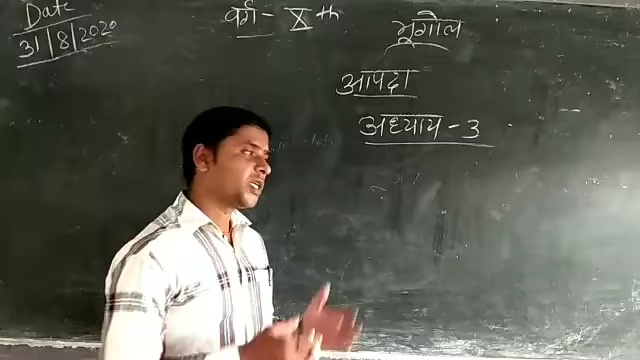 Date
31/8/2020
वर्ग - X th
भूगोल
आपदा
अध्याय - 3